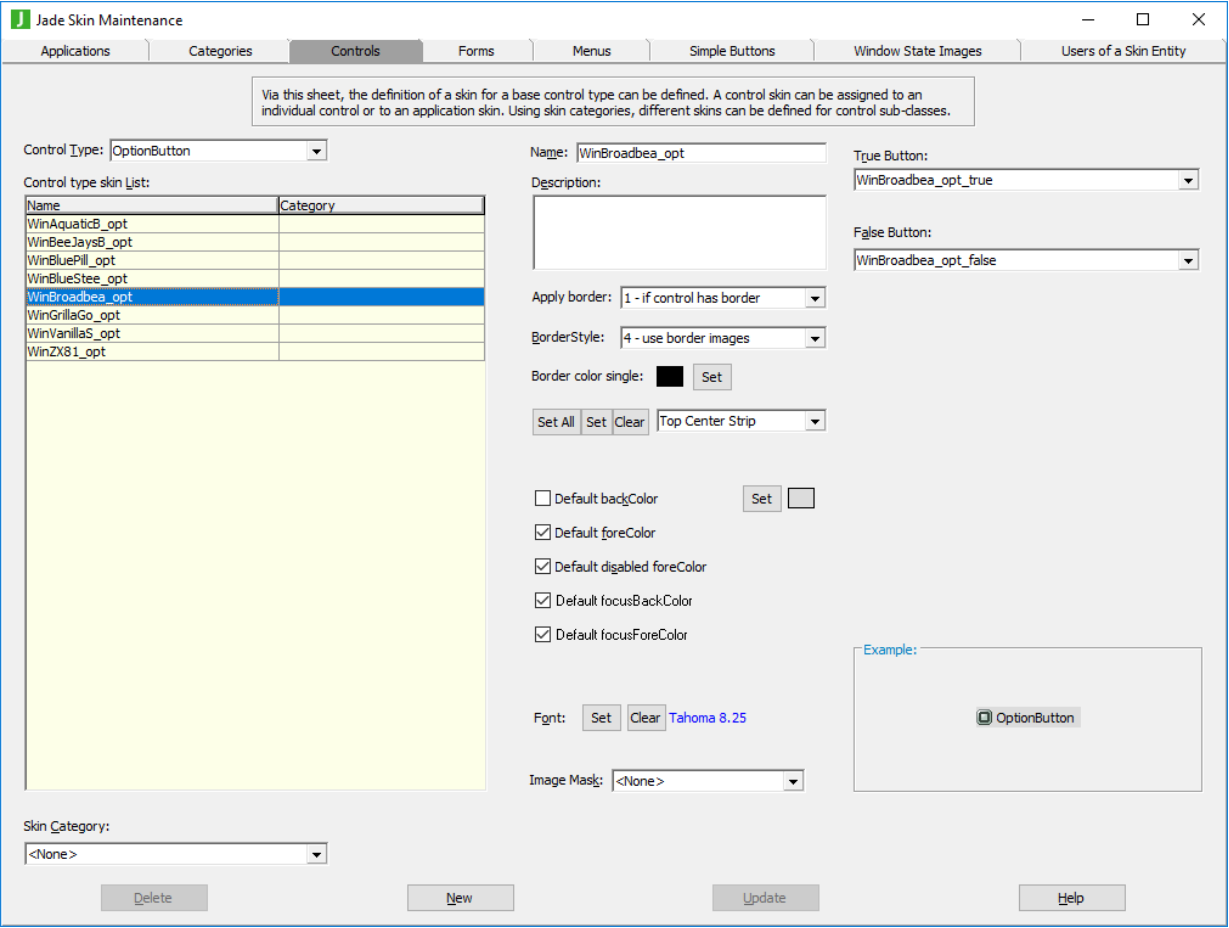 Jade Skin Maintenance
Applications
Categories
Controls
Forms
Menus
Simple Buttons
Window State Images
Users of a Skin Entity
Via this sheet, the definition of a skin for a base control type can be defined. A control skin can be assigned to an
individual control or to an application skin. Using skin categories, different skins can be defined for control sub-classes.
Control Type: OptionButton
Control type skin List:
Name Category
WinAquaticB_opt
WinBeeJaysB_opt
WinBluePill_opt
WinBlueStee_opt
WinBroadbea_opt
WinGrillaGo_opt
WinVanillaS_opt
WinZX81_opt
Skin Category:
<None>
Name: WinBroadbea_opt
Description:
Apply border: 1 - if control has border
BorderStyle: 4 - use border images
Border color single: Set
Set All Set Clear Top Center Strip
Default backColor Set
Default foreColor
Default disabled foreColor
Default focusBackColor
Default focusForeColor
Font: Set Clear Tahoma 8.25
Image Mask: <None>
True Button:
WinBroadbea_opt_true
False Button:
WinBroadbea_opt_false
Example:
OptionButton
Delete
New
Update
Help